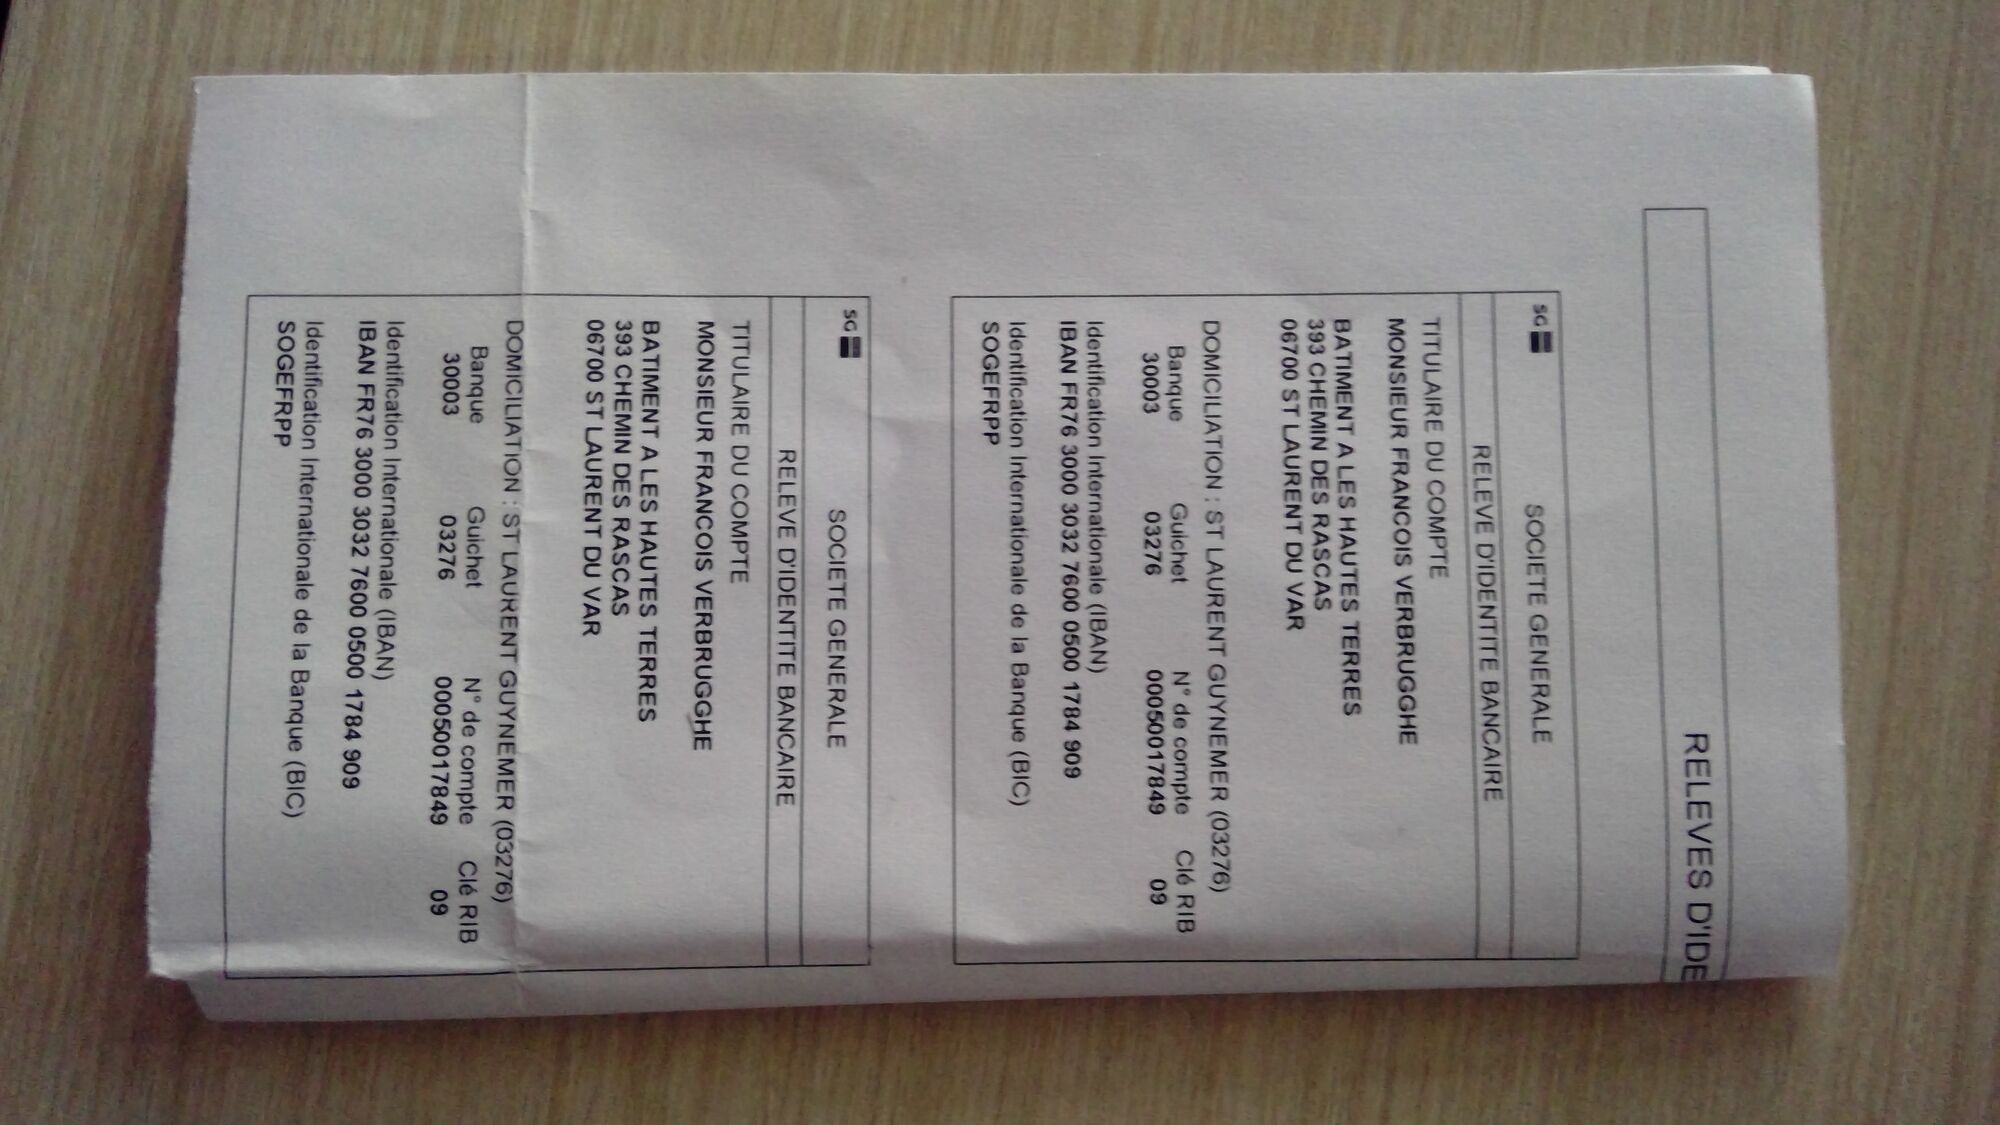 RELEVES D'IDE
SG
SOCIETE GENERALE
RELEVE D'IDENTITE BANCAIRE
TITULAIRE DU COMPTE
MONSIEUR FRANCOIS VERBRUGGHE
BATIMENT A LES HAUTES TERRES
393 CHEMIN DES RASCAS
06700 ST LAURENT DU VAR
DOMICILIATION : ST LAURENT GUYNEMER (03276)
Banque Guichet N° de compte Clé RIB
30003 03276 00050017849 09
Identification Internationale (IBAN)
IBAN FR76 3000 3032 7600 0500 1784 909
Identification Internationale de la Banque (BIC)
SOGEFRPP
SG
SOCIETE GENERALE
RELEVE D'IDENTITE BANCAIRE
TITULAIRE DU COMPTE
MONSIEUR FRANCOIS VERBRUGGHE
BATIMENT A LES HAUTES TERRES
393 CHEMIN DES RASCAS
06700 ST LAURENT DU VAR
DOMICILIATION : ST LAURENT GUYNEMER (03276)
Banque Guichet N° de compte Clé RIB
30003 03276 00050017849 09
Identification Internationale (IBAN)
IBAN FR76 3000 3032 7600 0500 1784 909
Identification Internationale de la Banque (BIC)
SOGEFRPP